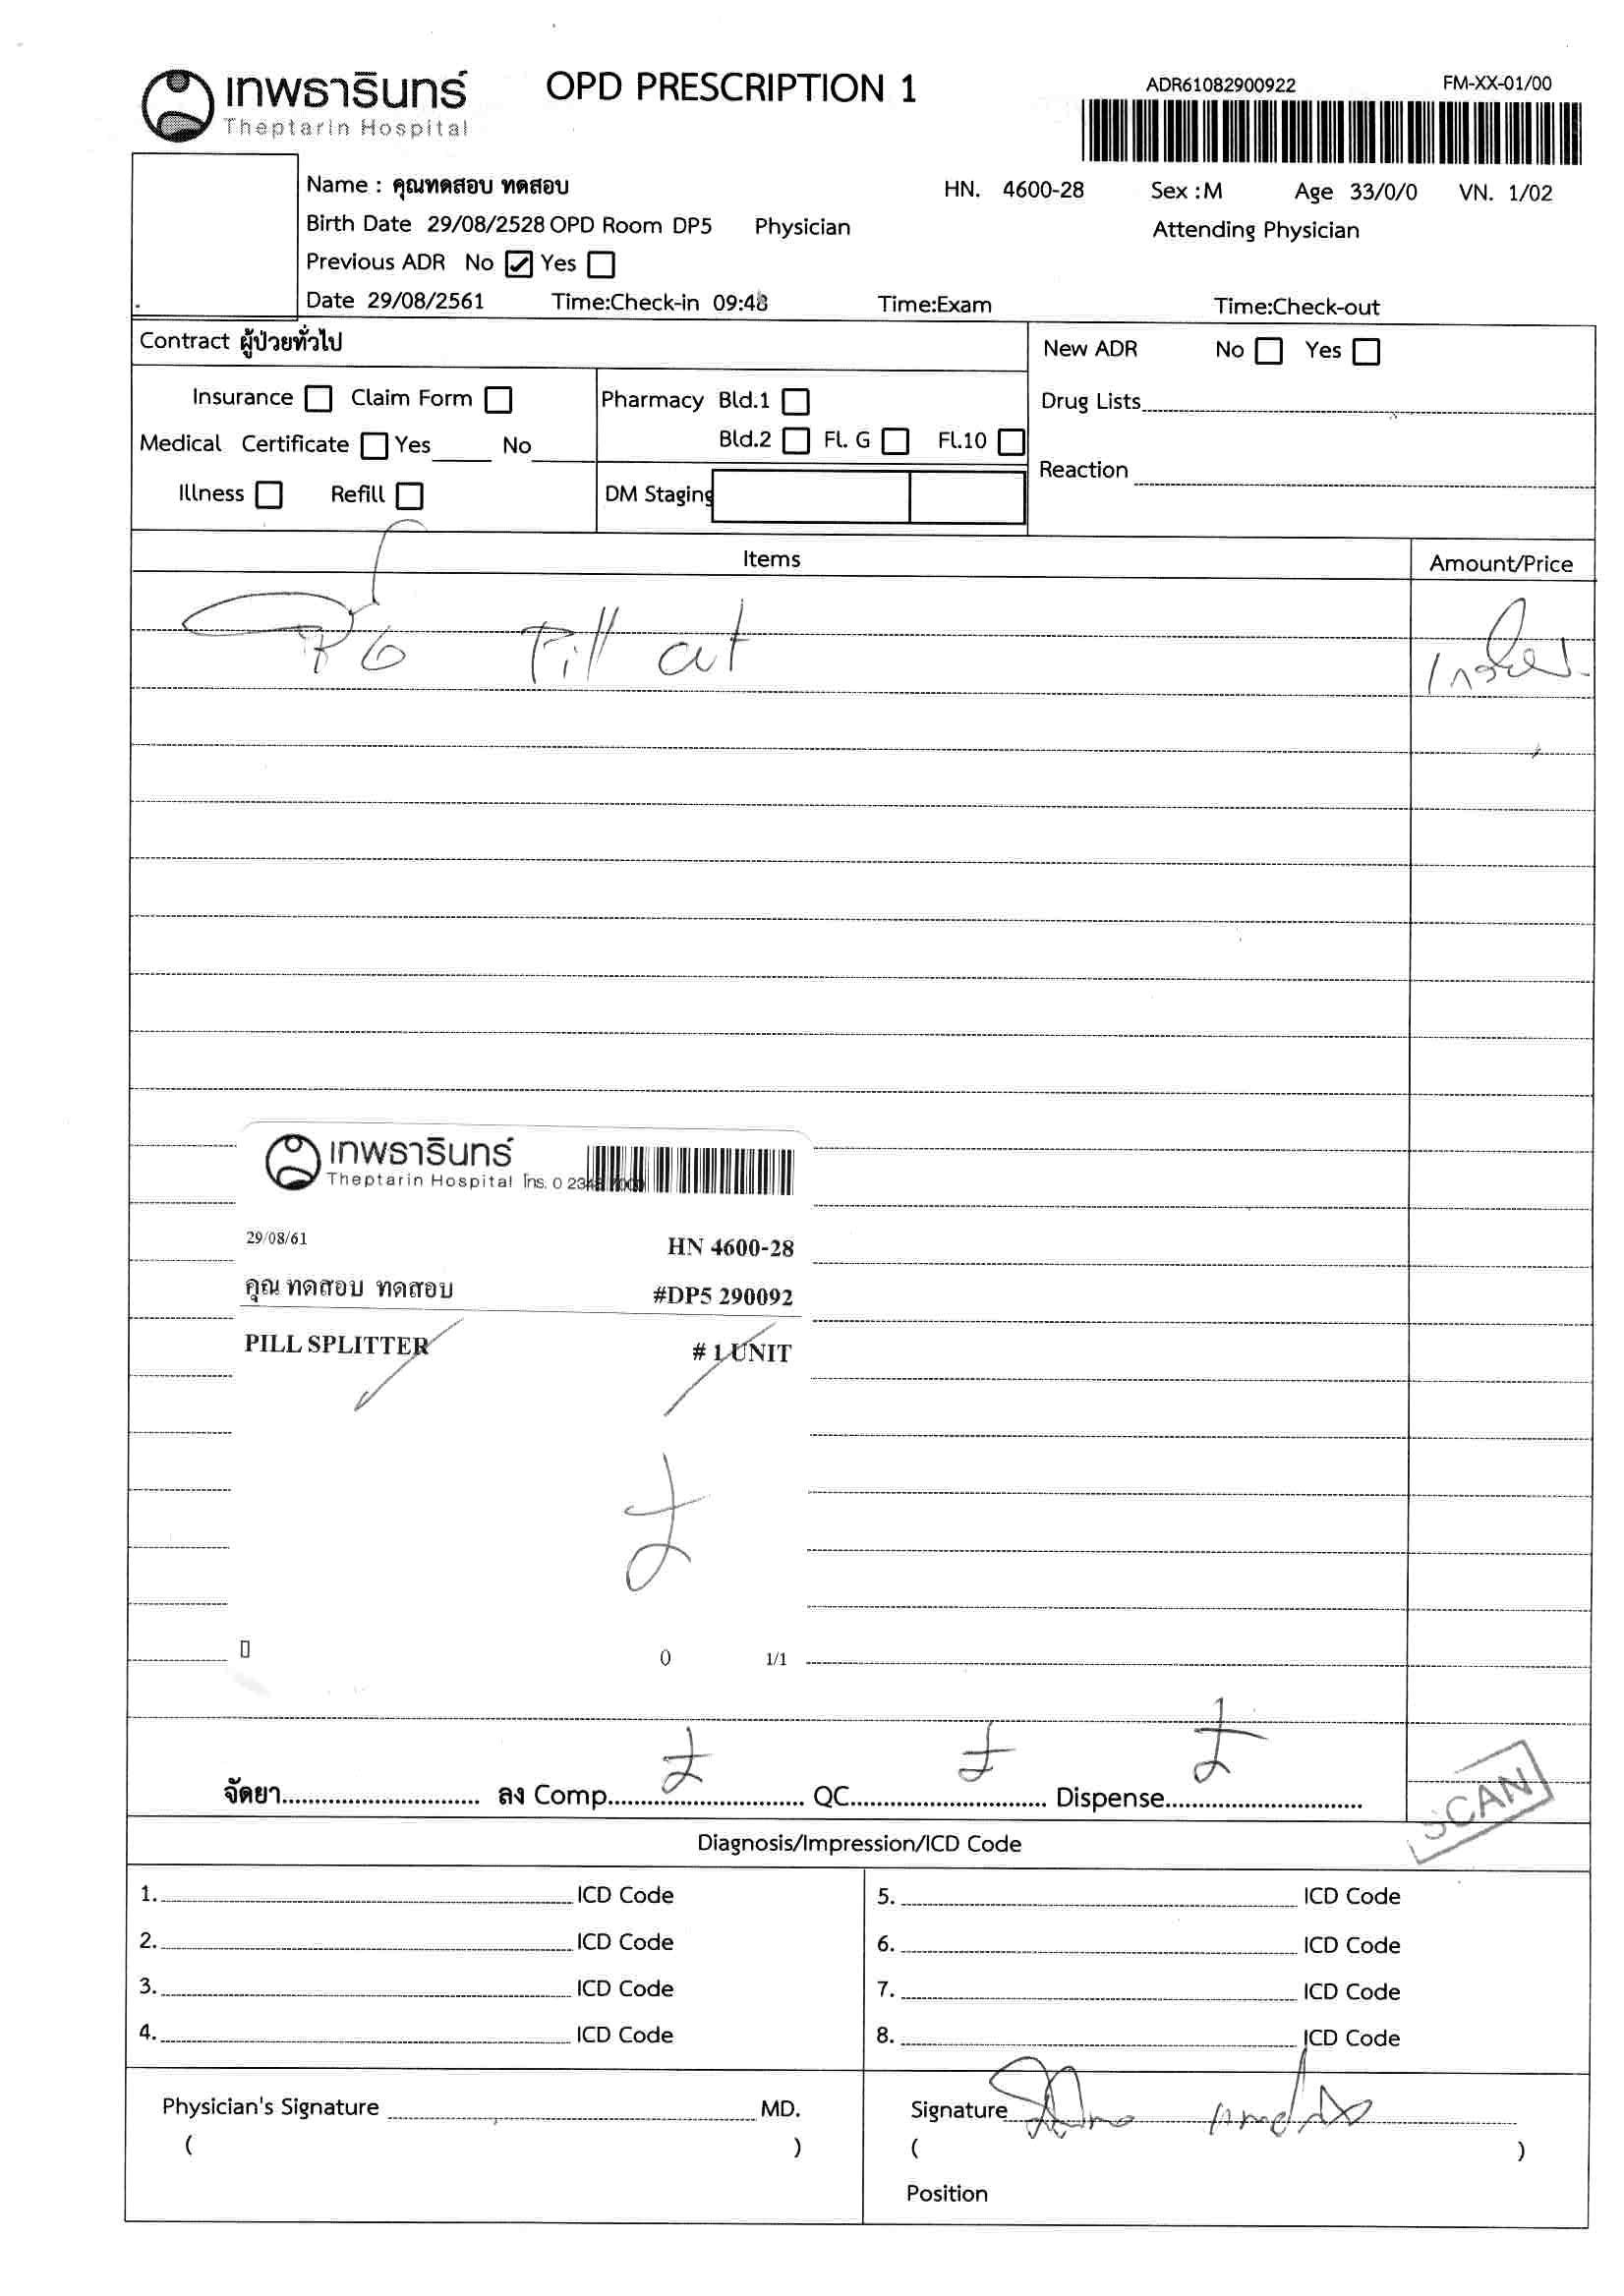 เทพธารินทร์
Theptarin Hospital
OPD PRESCRIPTION 1
ADR61082900922 FM-XX-01/00
Name : คุณทดสอบ ทดสอบ HN. 4600-28 Sex :M Age 33/0/0 VN. 1/02
Birth Date 29/08/2528 OPD Room DP5 Physician Attending Physician
Previous ADR No Yes
Date 29/08/2561 Time:Check-in 09:48 Time:Exam Time:Check-out
Contract ผู้ป่วยทั่วไป New ADR No Yes
Insurance Claim Form Pharmacy Bld.1 Drug Lists
Medical Certificate Yes No Bld.2 Fl. G Fl.10
Reaction
Illness Refill DM Staging
Items Amount/Price
Pill
เทพธารินทร์
Theptarin Hospital โทร. 0 2348 7000
29/08/61 HN 4600-28
คุณ ทดสอบ ทดสอบ #DP5 290092
PILL SPLITTER # 1 UNIT
0 1/1
จัดยา ลง Comp QC Dispense
SCAN
Diagnosis/Impression/ICD Code
1. ICD Code 5. ICD Code
2. ICD Code 6. ICD Code
3. ICD Code 7. ICD Code
4. ICD Code 8. ICD Code
Physician's Signature MD. Signature
( ) ( )
Position